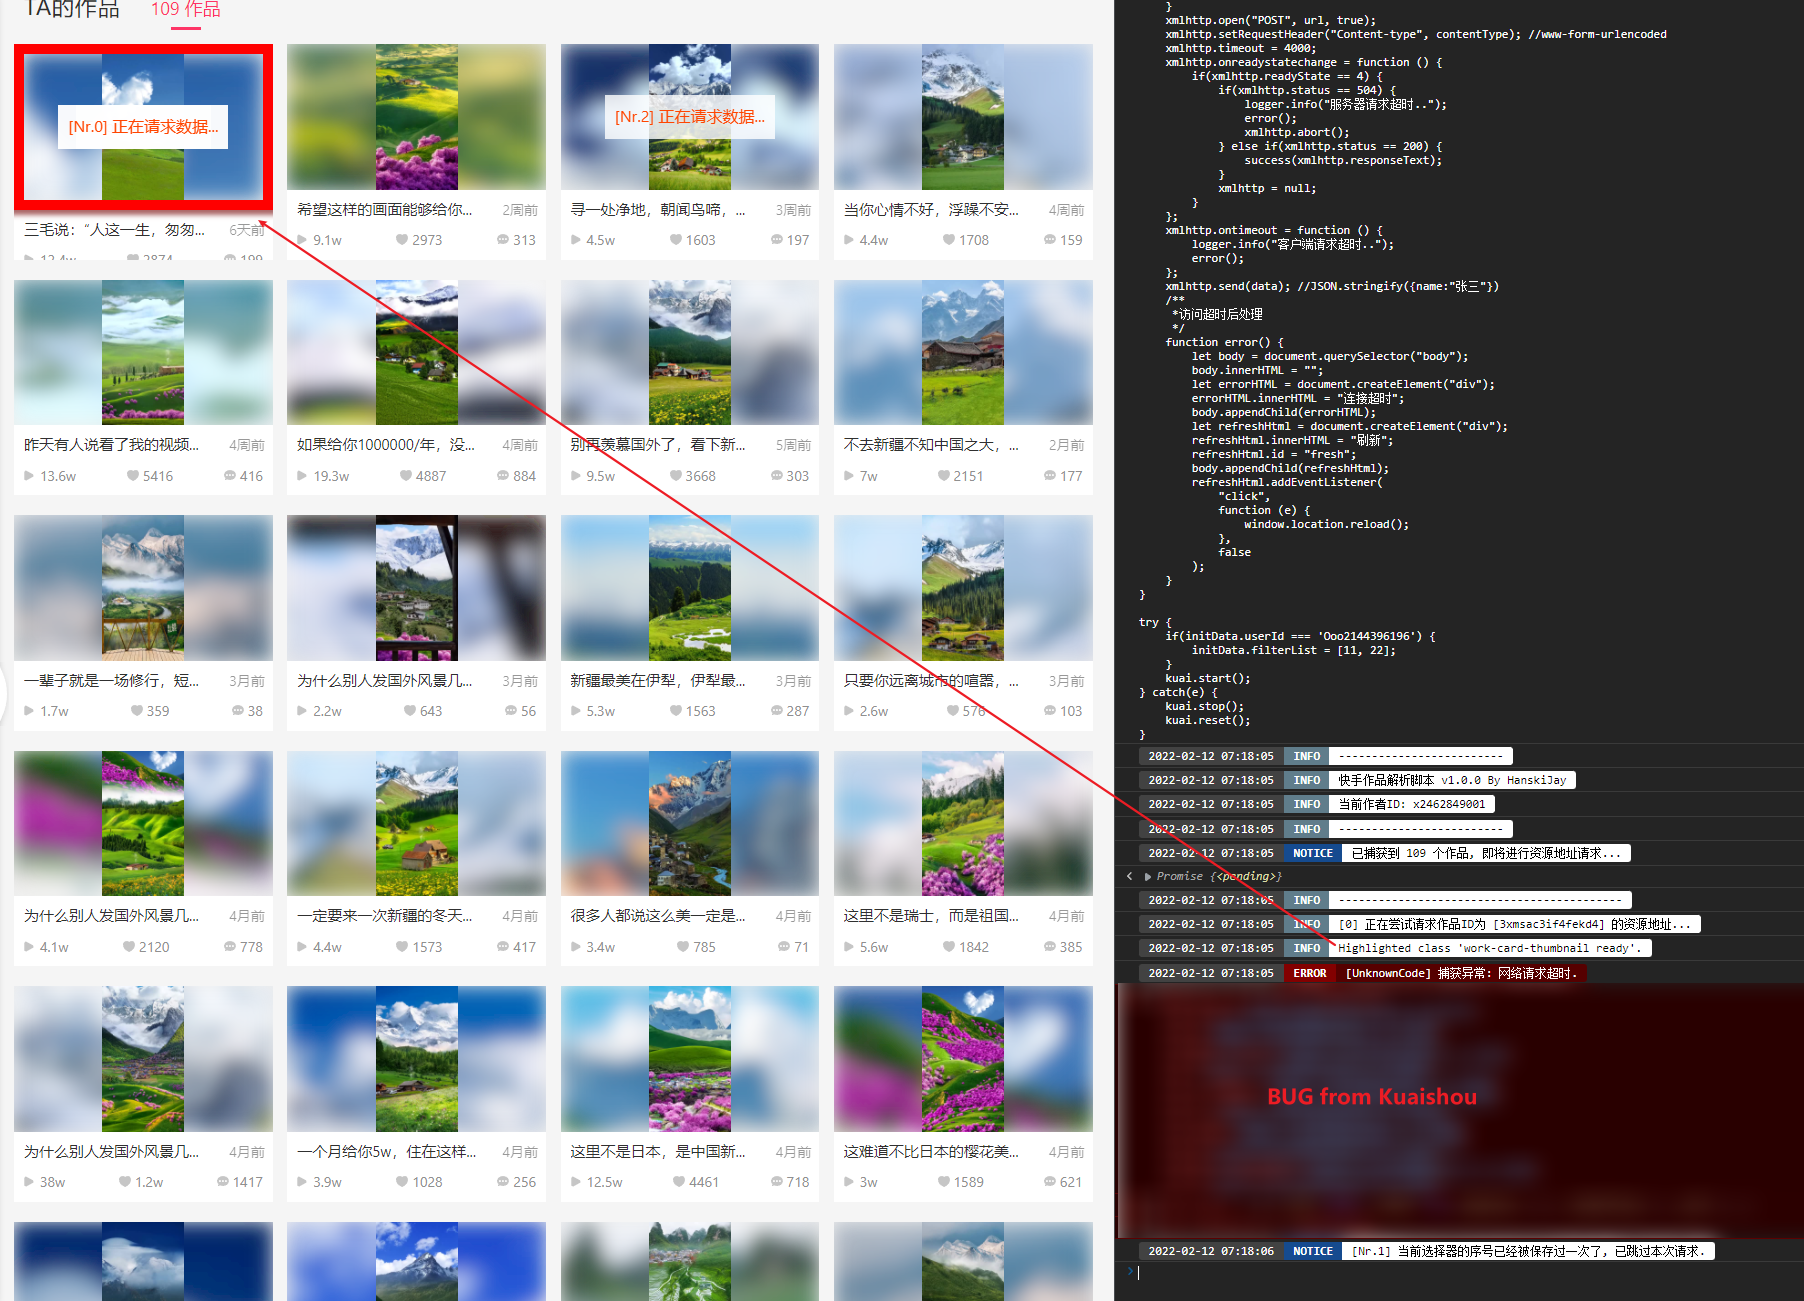 TA的作品 109 作品
[Nr.0] 正在请求数据...
三毛说："人这一生，匆匆... 6天前
12.4w 2874 199
希望这样的画面能够给你... 2周前
9.1w 2973 313
[Nr.2] 正在请求数据...
寻一处净地，朝闻鸟啼，... 3周前
4.5w 1603 197
当你心情不好，浮躁不安... 4周前
4.4w 1708 159
昨天有人说看了我的视频... 4周前
13.6w 5416 416
如果给你1000000/年，没... 4周前
19.3w 4887 884
别再羡慕国外了，看下新... 5周前
9.5w 3668 303
不去新疆不知中国之大，... 2月前
7w 2151 177
一辈子就是一场修行，短... 3月前
1.7w 359 38
为什么别人发国外风景几... 3月前
2.2w 643 56
新疆最美在伊犁，伊犁最... 3月前
5.3w 1563 287
只要你远离城市的喧嚣，... 3月前
2.6w 576 103
为什么别人发国外风景几... 4月前
4.1w 2120 778
一定要来一次新疆的冬天... 4月前
4.4w 1573 417
很多人都说这么美一定是... 4月前
3.4w 785 71
这里不是瑞士，而是祖国... 4月前
5.6w 1842 385
为什么别人发国外风景几... 4月前
38w 1.2w 1417
一个月给你5w，住在这样... 4月前
3.9w 1028 256
这里不是日本，是中国新... 4月前
12.5w 4461 718
这难道不比日本的樱花美... 4月前
3w 1589 621
}
xmlhttp.open("POST", url, true);
xmlhttp.setRequestHeader("Content-type", contentType); //www-form-urlencoded
xmlhttp.timeout = 4000;
xmlhttp.onreadystatechange = function () {
if(xmlhttp.readyState == 4) {
if(xmlhttp.status == 504) {
logger.info("服务器请求超时..");
error();
xmlhttp.abort();
} else if(xmlhttp.status == 200) {
success(xmlhttp.responseText);
}
xmlhttp = null;
}
};
xmlhttp.ontimeout = function () {
logger.info("客户端请求超时..");
error();
};
xmlhttp.send(data); //JSON.stringify({name:"张三"})
/**
*访问超时后处理
*/
function error() {
let body = document.querySelector("body");
body.innerHTML = "";
let errorHTML = document.createElement("div");
errorHTML.innerHTML = "连接超时";
body.appendChild(errorHTML);
let refreshHtml = document.createElement("div");
refreshHtml.innerHTML = "刷新";
refreshHtml.id = "fresh";
body.appendChild(refreshHtml);
refreshHtml.addEventListener(
"click",
function (e) {
window.location.reload();
},
false
);
}
}
try {
if(initData.userId === 'Ooo2144396196') {
initData.filterList = [11, 22];
}
kuai.start();
} catch(e) {
kuai.stop();
kuai.reset();
}
2022-02-12 07:18:05 INFO -------------------------
2022-02-12 07:18:05 INFO 快手作品解析脚本 v1.0.0 By HanskiJay
2022-02-12 07:18:05 INFO 当前作者ID: x2462849001
2022-02-12 07:18:05 INFO -------------------------
2022-02-12 07:18:05 NOTICE 已捕获到 109 个作品, 即将进行资源地址请求...
Promise {<pending>}
2022-02-12 07:18:05 INFO -------------------------------------------
2022-02-12 07:18:05 INFO [0] 正在尝试请求作品ID为 [3xmsac3if4fekd4] 的资源地址...
2022-02-12 07:18:05 INFO Highlighted class 'work-card-thumbnail ready'.
2022-02-12 07:18:05 ERROR [UnknownCode] 捕获异常: 网络请求超时.
BUG from Kuaishou
2022-02-12 07:18:06 NOTICE [Nr.1] 当前选择器的序号已经被保存过一次了, 已跳过本次请求.